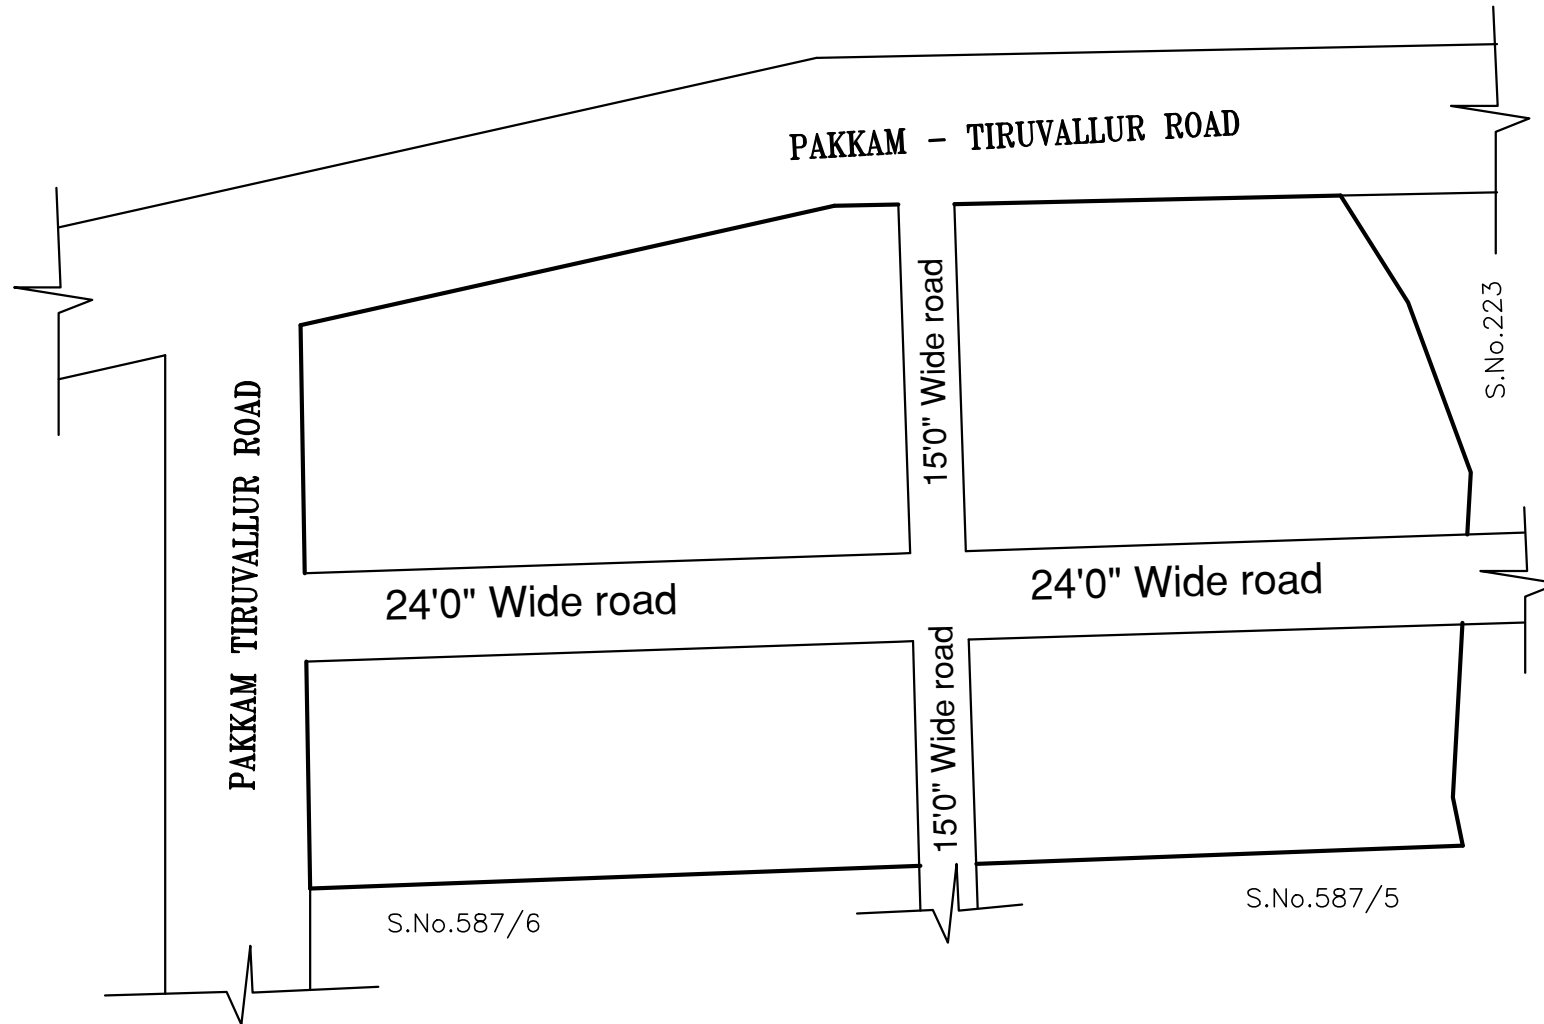 PAKKAM - TIRUVALLUR ROAD
15'0" Wide road
S.No.223
PAKKAM TIRUVALLUR ROAD
24'0" Wide road
24'0" Wide road
15'0" Wide road
S.No.587/6
S.No.587/5